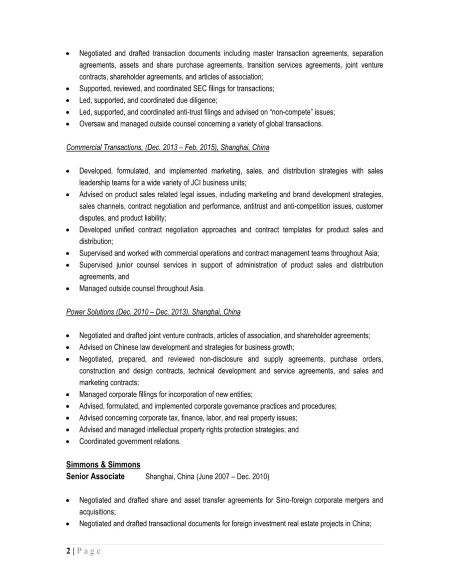 • Negotiated and drafted transaction documents including master transaction agreements, separation
agreements, assets and share purchase agreements, transition services agreements, joint venture
contracts, shareholder agreements, and articles of association;
• Supported, reviewed, and coordinated SEC filings for transactions;
• Led, supported, and coordinated due diligence;
• Led, supported, and coordinated anti-trust filings and advised on “non-compete” issues;
• Oversaw and managed outside counsel concerning a variety of global transactions.
Commercial Transactions, (Dec. 2013 – Feb. 2015), Shanghai, China
• Developed, formulated, and implemented marketing, sales, and distribution strategies with sales
leadership teams for a wide variety of JCI business units;
• Advised on product sales related legal issues, including marketing and brand development strategies,
sales channels, contract negotiation and performance, antitrust and anti-competition issues, customer
disputes, and product liability;
• Developed unified contract negotiation approaches and contract templates for product sales and
distribution;
• Supervised and worked with commercial operations and contract management teams throughout Asia;
• Supervised junior counsel services in support of administration of product sales and distribution
agreements, and
• Managed outside counsel throughout Asia.
Power Solutions (Dec. 2010 – Dec. 2013), Shanghai, China
• Negotiated and drafted joint venture contracts, articles of association, and shareholder agreements;
• Advised on Chinese law development and strategies for business growth;
• Negotiated, prepared, and reviewed non-disclosure and supply agreements, purchase orders,
construction and design contracts, technical development and service agreements, and sales and
marketing contracts;
• Managed corporate fillings for incorporation of new entities;
• Advised, formulated, and implemented corporate governance practices and procedures;
• Advised concerning corporate tax, finance, labor, and real property issues;
• Advised and managed intellectual property rights protection strategies; and
• Coordinated government relations.
Simmons & Simmons
Senior Associate Shanghai, China (June 2007 – Dec. 2010)
• Negotiated and drafted share and asset transfer agreements for Sino-foreign corporate mergers and
acquisitions;
• Negotiated and drafted transactional documents for foreign investment real estate projects in China;
2 | P a g e